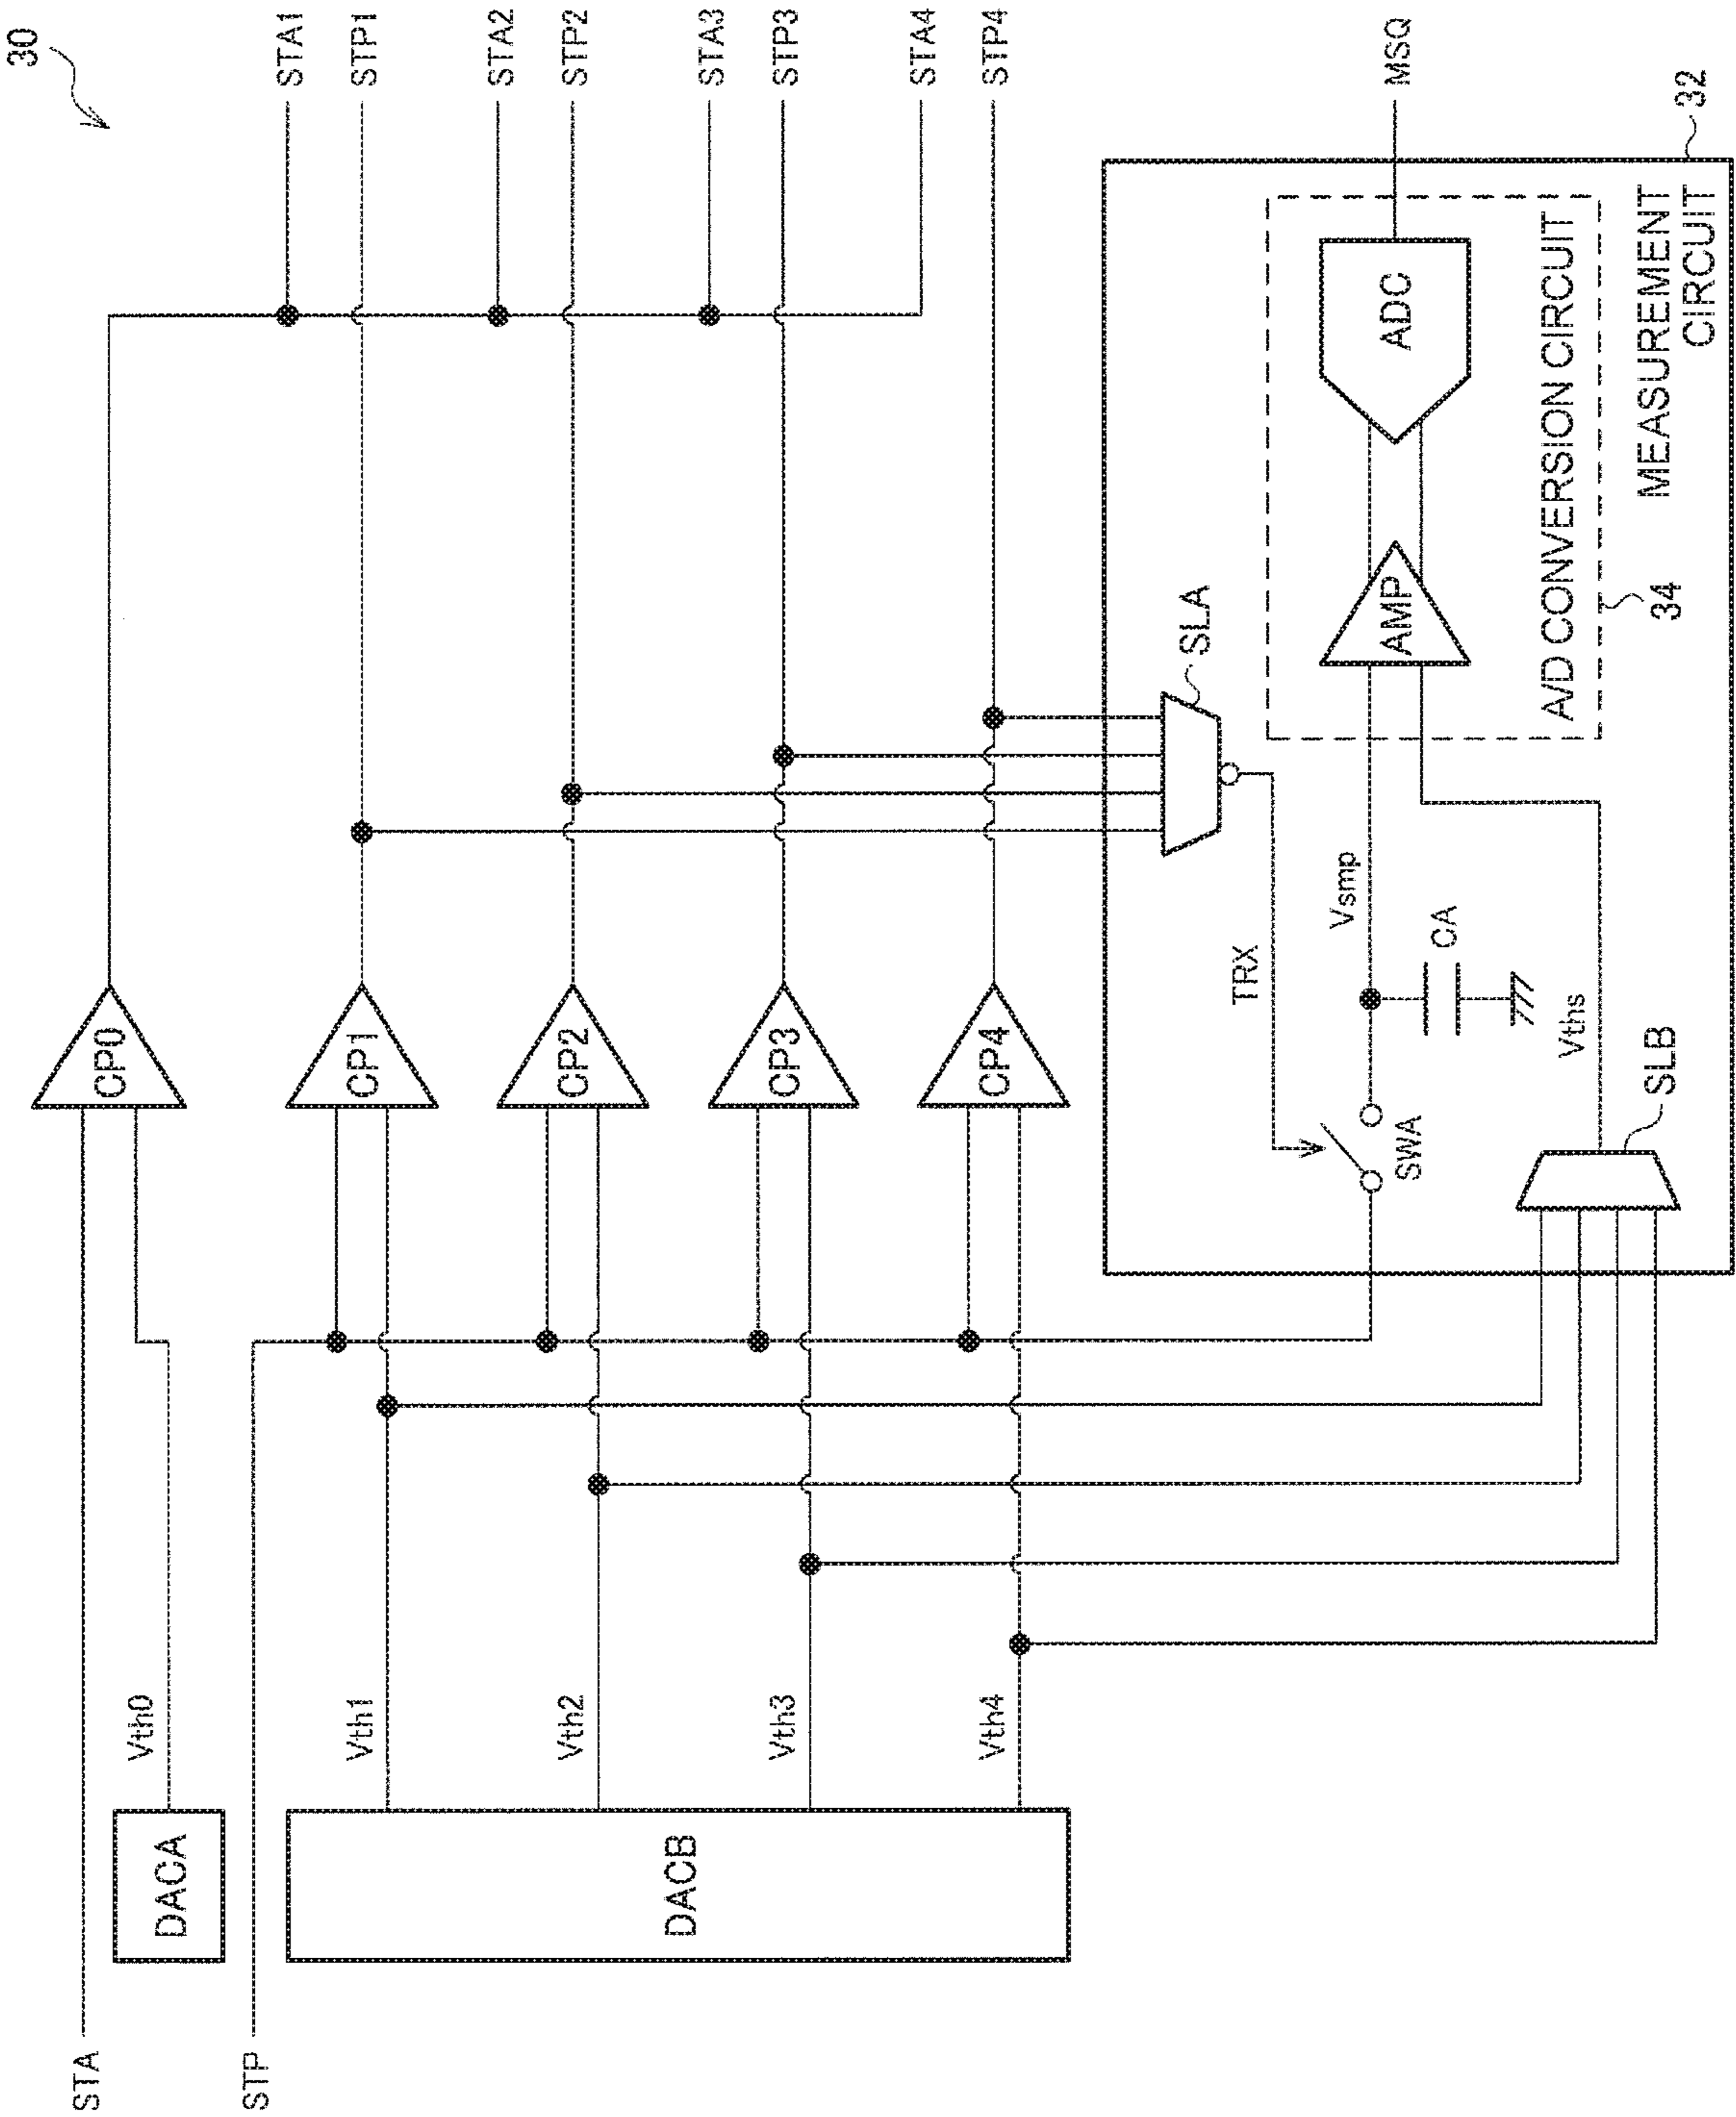 30
STA
DACA
Vth0
CP0
STP
DACB
Vth1
Vth2
Vth3
Vth4
CP1
CP2
CP3
CP4
STA1
STP1
STA2
STP2
STA3
STP3
STA4
STP4
SLA
TRX
SWA
Vsmp
CA
Vths
SLB
AMP
ADC
A/D CONVERSION CIRCUIT
34
MEASUREMENT
CIRCUIT
32
MSQ